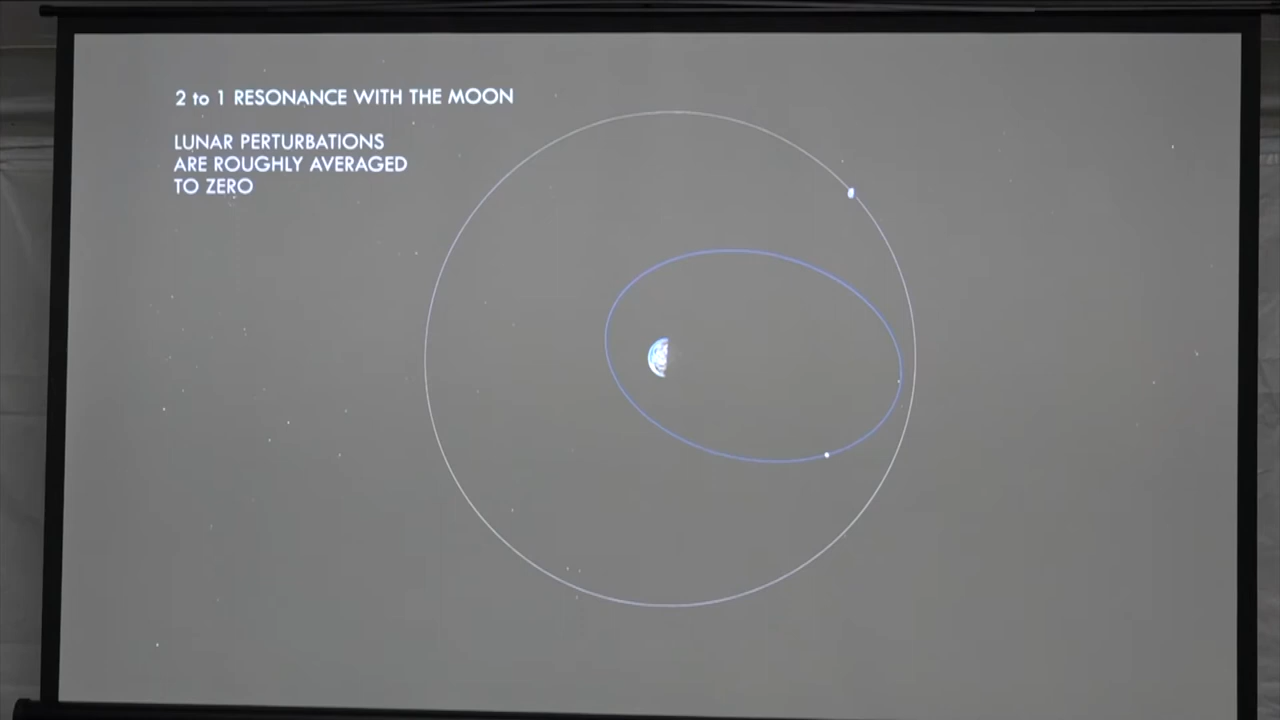 2 to 1 RESONANCE WITH THE MOON
LUNAR PERTURBATIONS
ARE ROUGHLY AVERAGED
TO ZERO